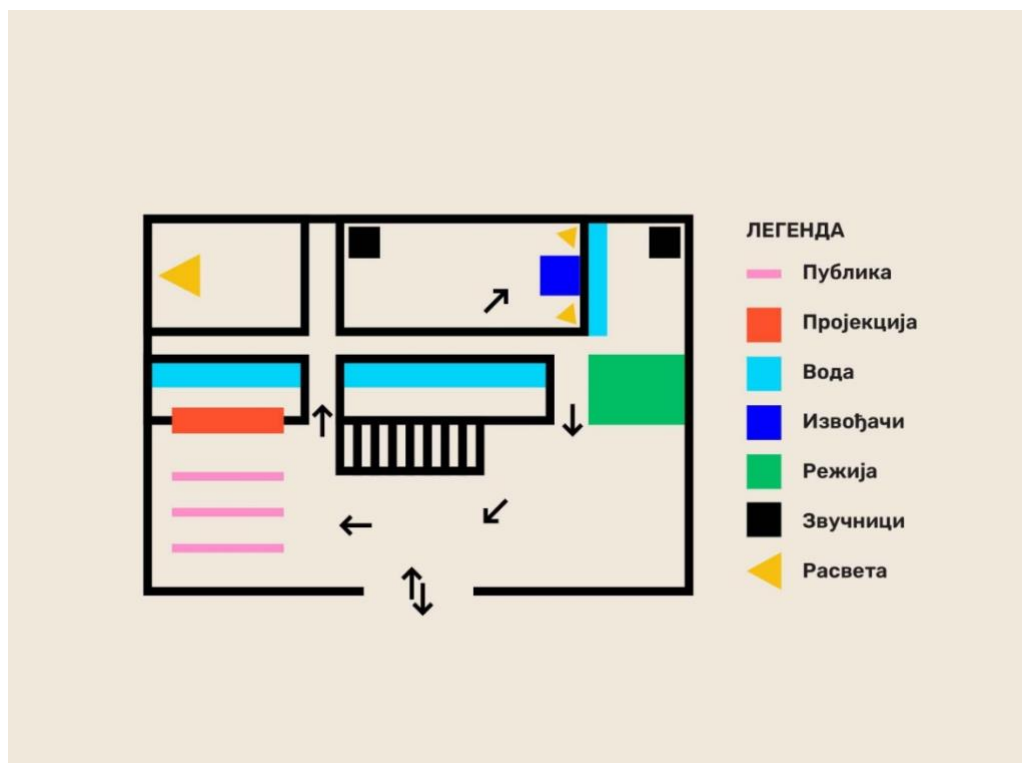 ЛЕГЕНДА
Публика
Пројекција
Вода
Извођачи
Режија
Звучници
Расвета